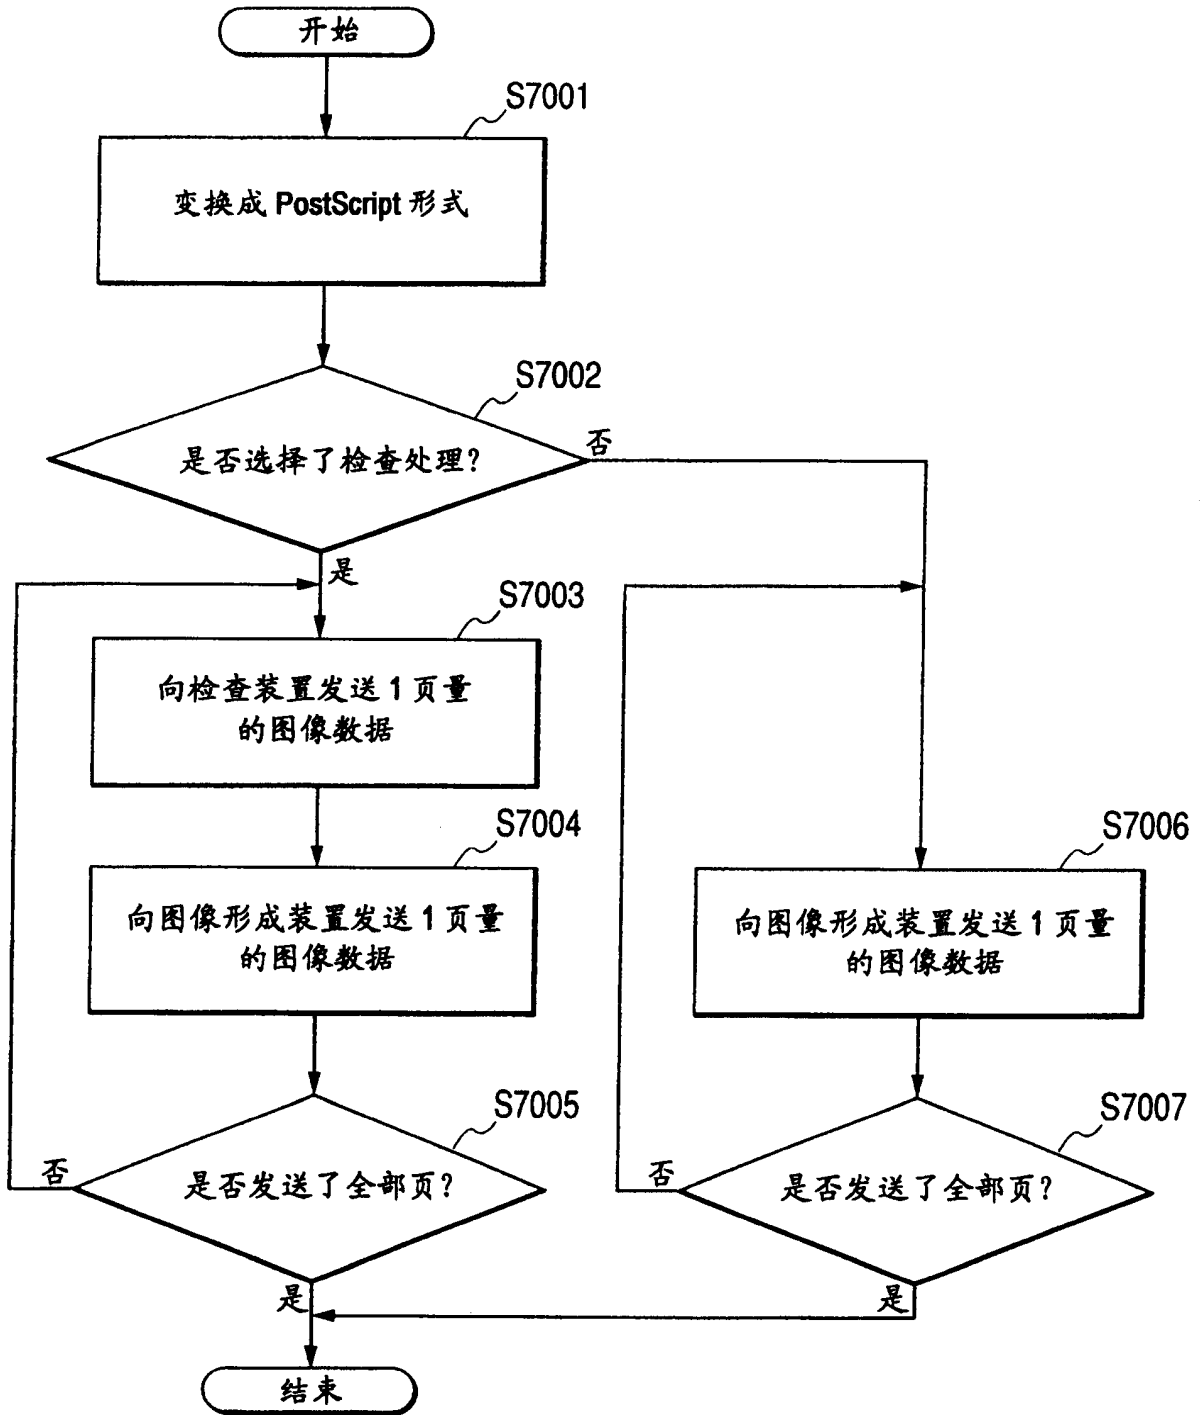 开始
S7001
变换成 PostScript 形式
S7002
是否选择了检查处理?
否
是
S7003
向检查装置发送 1 页量
的图像数据
S7004
向图像形成装置发送 1 页量
的图像数据
S7006
向图像形成装置发送 1 页量
的图像数据
S7005
是否发送了全部页?
否
是
S7007
是否发送了全部页?
否
是
结束